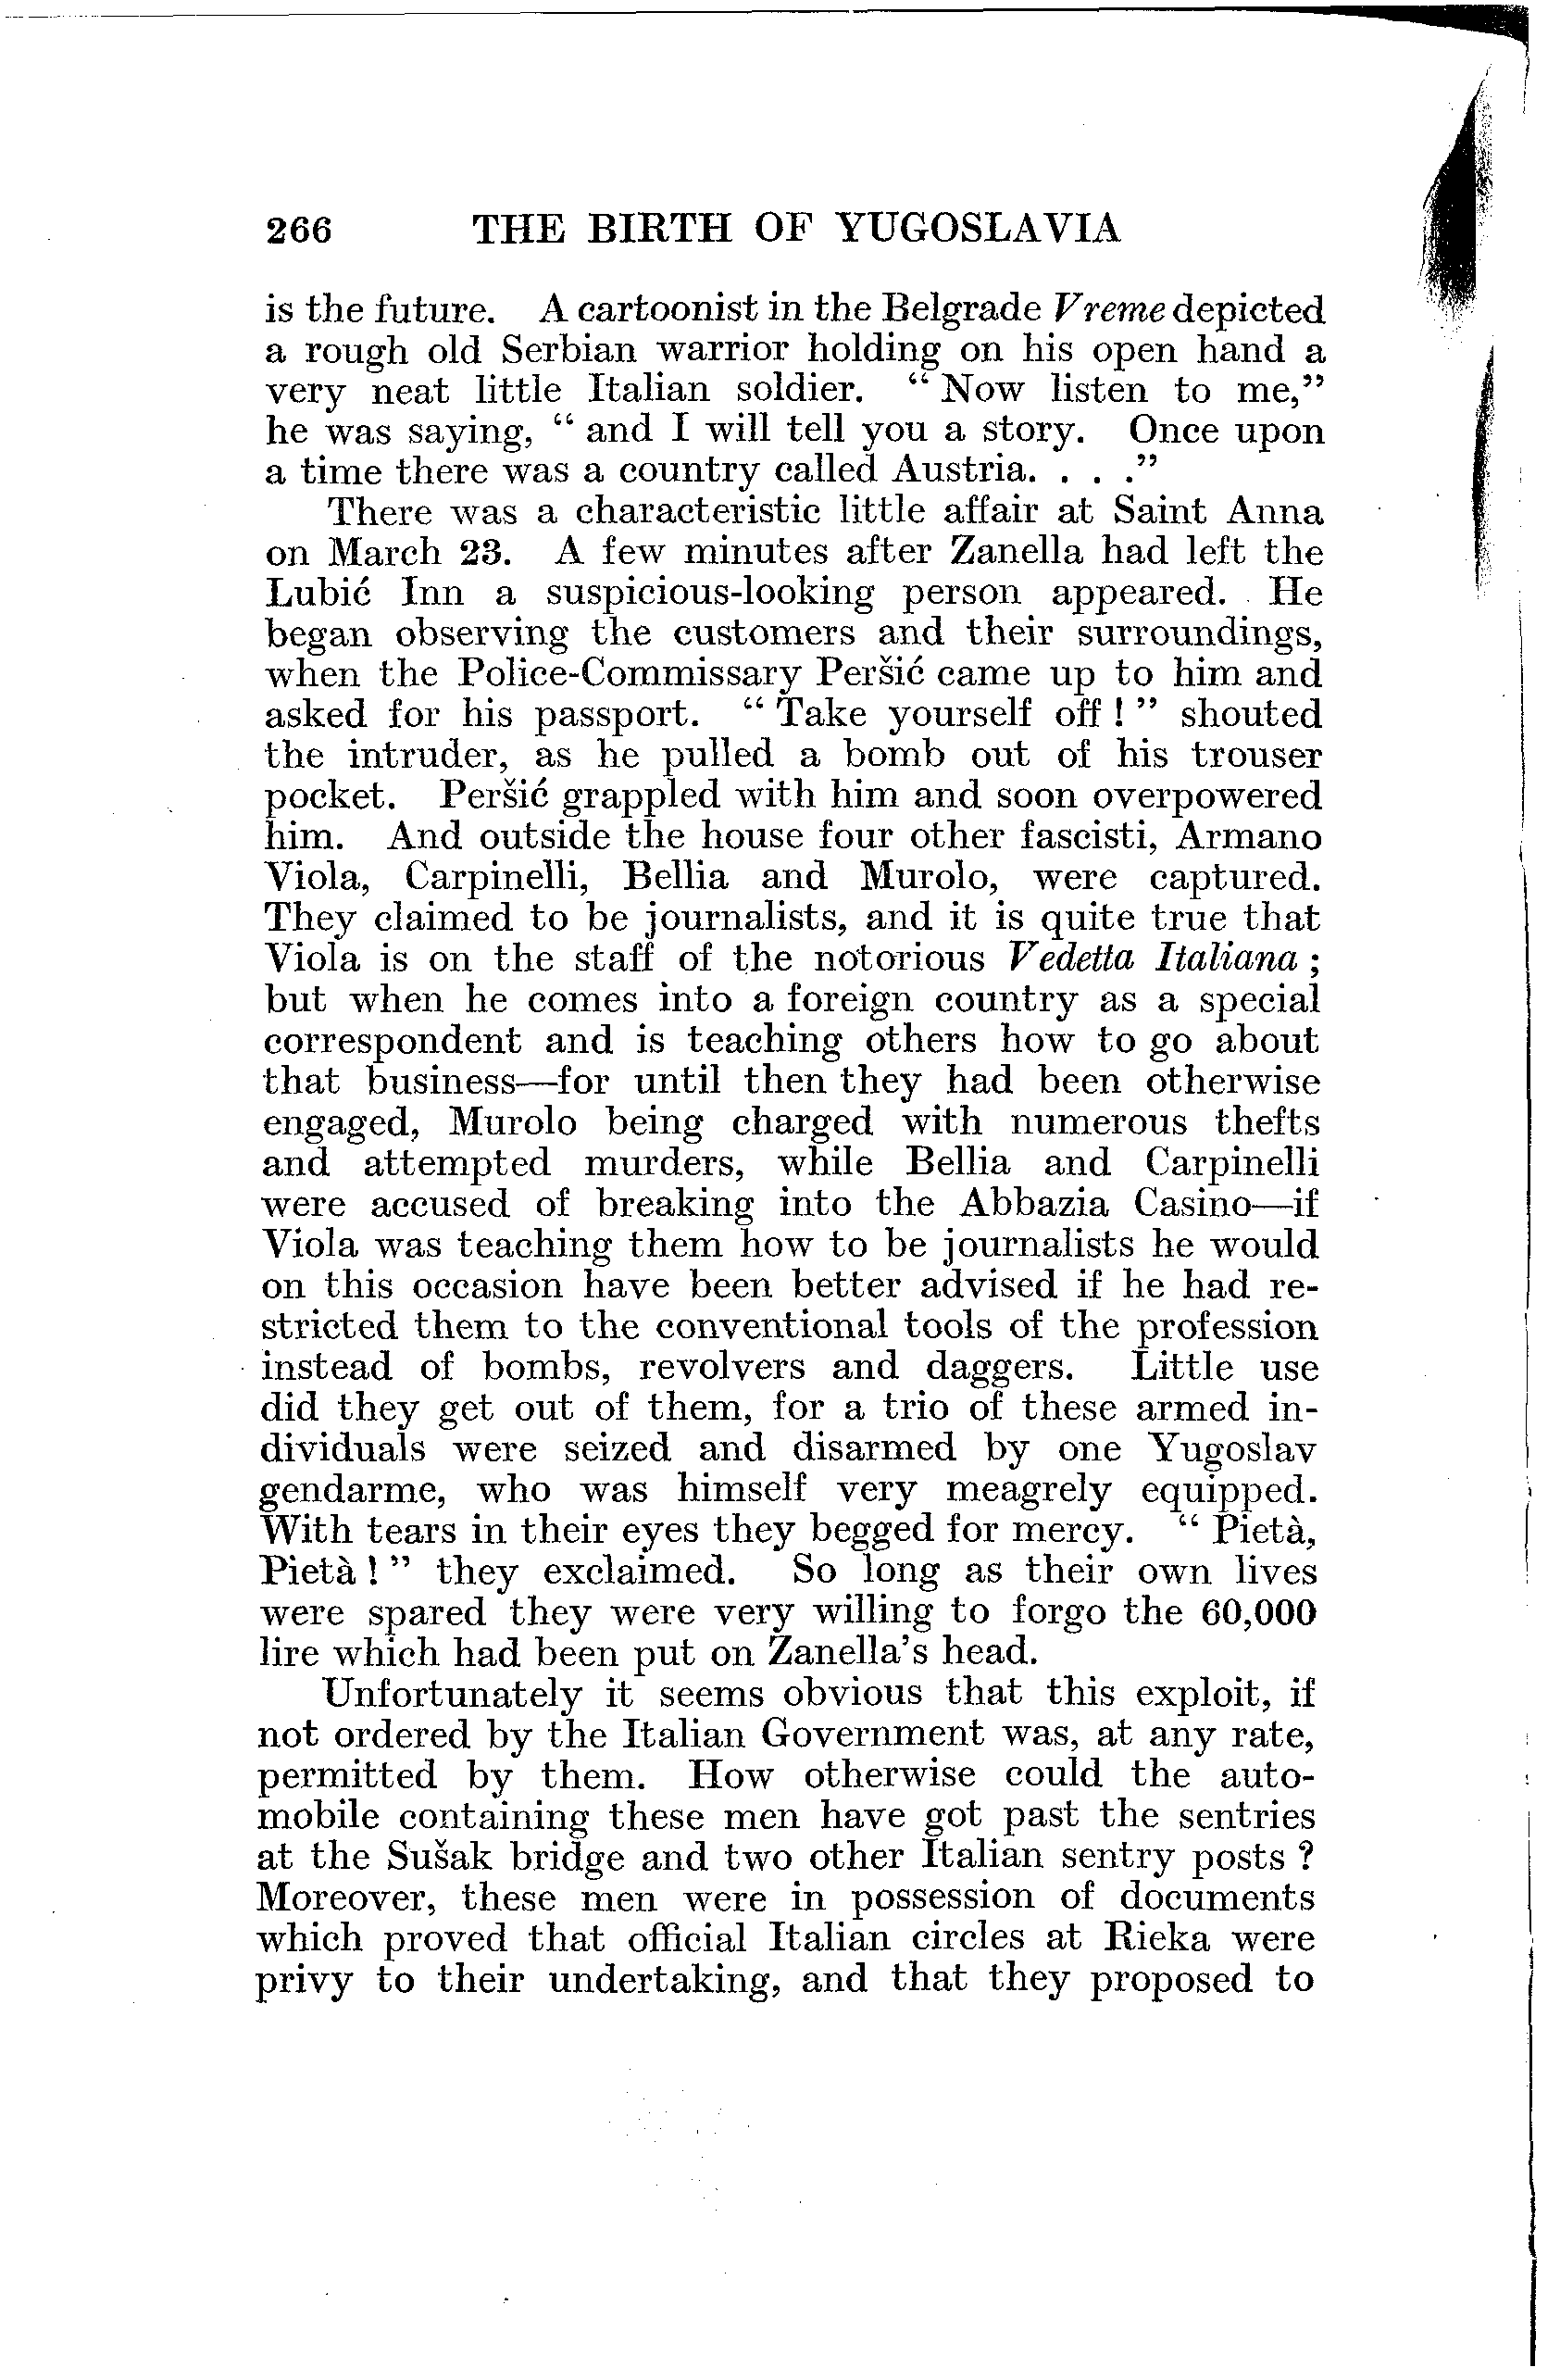 266 THE BIRTH OF YUGOSLAVIA
is the future. A cartoonist in the Belgrade Vreme depicted
a rough old Serbian warrior holding on his open hand a
very neat little Italian soldier. “ Now listen to me,”
he was saying, “ and I will tell you a story. Once upon
a time there was a country called Austria. . . .”
There was a characteristic little affair at Saint Anna
on March 23. A few minutes after Zanella had left the
Lubić Inn a suspicious-looking person appeared. He
began observing the customers and their surroundings,
when the Police-Commissary Peršić came up to him and
asked for his passport. “ Take yourself off ! ” shouted
the intruder, as he pulled a bomb out of his trouser
pocket. Peršić grappled with him and soon overpowered
him. And outside the house four other fascisti, Armano
Viola, Carpinelli, Bellia and Murolo, were captured.
They claimed to be journalists, and it is quite true that
Viola is on the staff of the notorious Vedetta Italiana ;
but when he comes into a foreign country as a special
correspondent and is teaching others how to go about
that business—for until then they had been otherwise
engaged, Murolo being charged with numerous thefts
and attempted murders, while Bellia and Carpinelli
were accused of breaking into the Abbazia Casino—if
Viola was teaching them how to be journalists he would
on this occasion have been better advised if he had re-
stricted them to the conventional tools of the profession
instead of bombs, revolvers and daggers. Little use
did they get out of them, for a trio of these armed in-
dividuals were seized and disarmed by one Yugoslav
gendarme, who was himself very meagrely equipped.
With tears in their eyes they begged for mercy. “ Pietà,
Pietà ! ” they exclaimed. So long as their own lives
were spared they were very willing to forgo the 60,000
lire which had been put on Zanella’s head.
Unfortunately it seems obvious that this exploit, if
not ordered by the Italian Government was, at any rate,
permitted by them. How otherwise could the auto-
mobile containing these men have got past the sentries
at the Sušak bridge and two other Italian sentry posts ?
Moreover, these men were in possession of documents
which proved that official Italian circles at Rieka were
privy to their undertaking, and that they proposed to